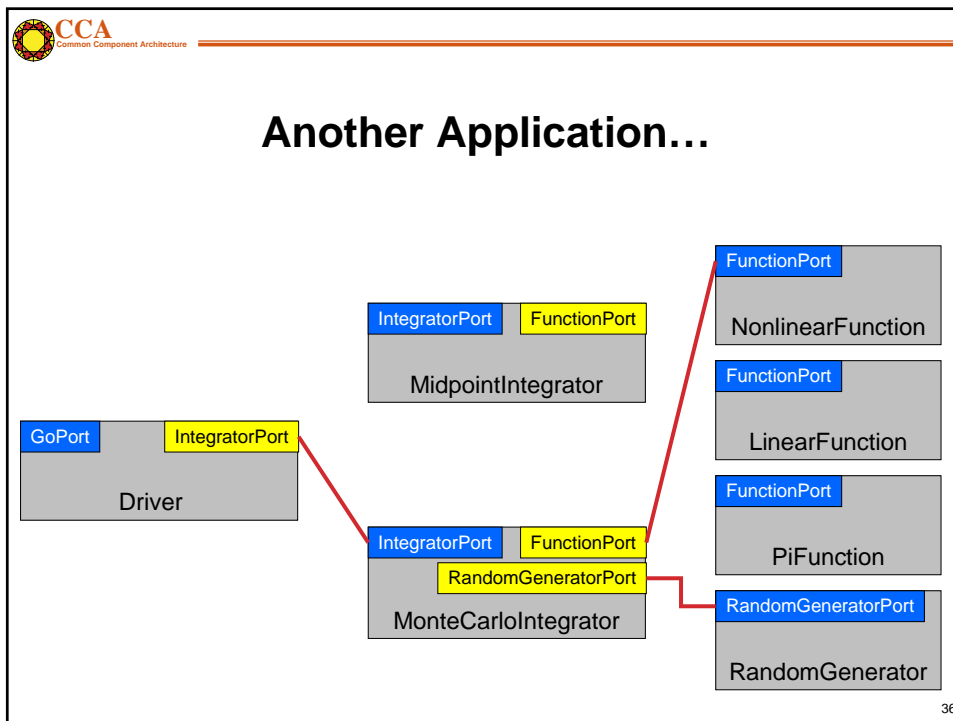 CCA
Common Component Architecture
Another Application…
FunctionPort
NonlinearFunction
IntegratorPort
FunctionPort
MidpointIntegrator
FunctionPort
LinearFunction
GoPort
IntegratorPort
Driver
FunctionPort
PiFunction
IntegratorPort
FunctionPort
RandomGeneratorPort
MonteCarloIntegrator
RandomGeneratorPort
RandomGenerator
36